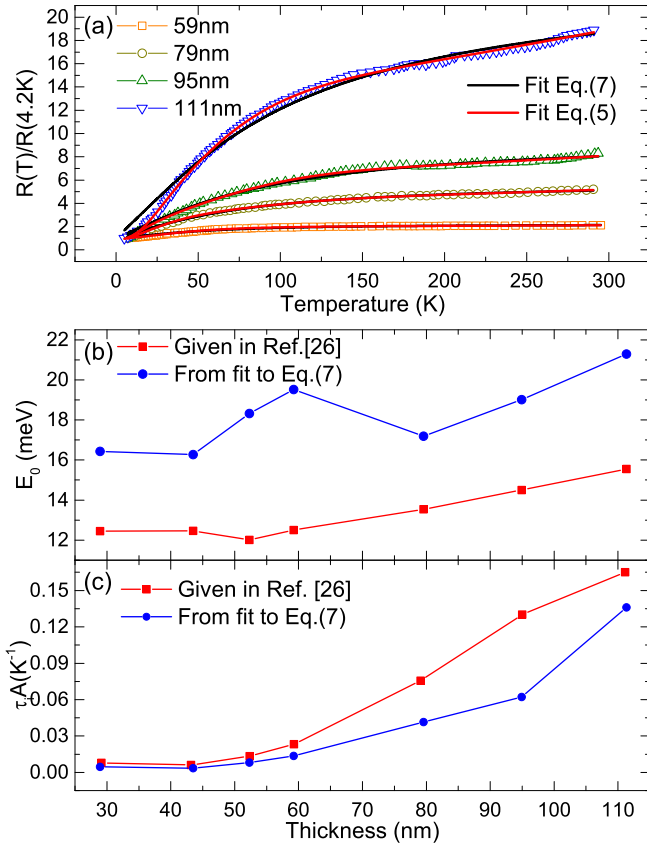 (a)
59nm
79nm
95nm
111nm
Fit Eq.(7)
Fit Eq.(5)
R(T)/R(4.2K)
20
18
16
14
12
10
8
6
4
2
0
0 50 100 150 200 250 300
Temperature (K)
(b)
Given in Ref.[26]
From fit to Eq.(7)
E_0 (meV)
22
20
18
16
14
12
(c)
Given in Ref. [26]
From fit to Eq.(7)
τ.A(K⁻¹)
0.15
0.12
0.09
0.06
0.03
0.00
30 40 50 60 70 80 90 100 110
Thickness (nm)